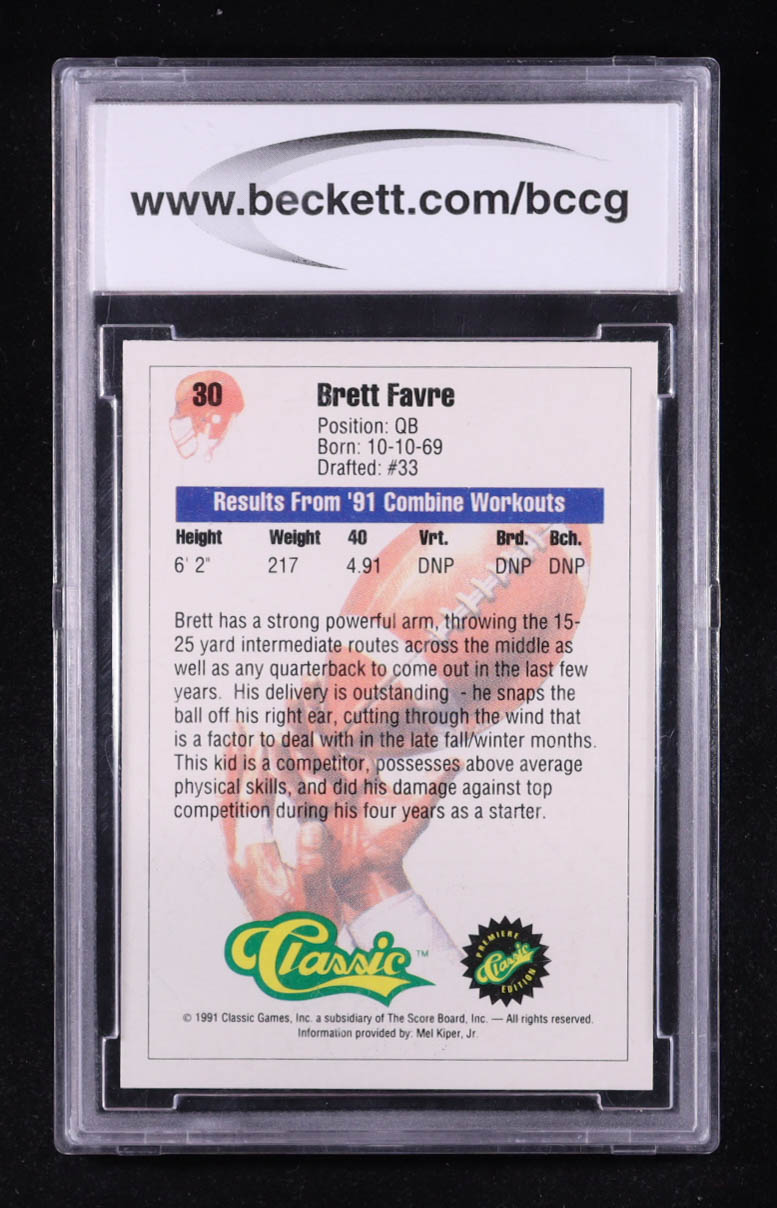 www.beckett.com/bccg
30
Brett Favre
Position: QB
Born: 10-10-69
Drafted: #33
Results From '91 Combine Workouts
Height Weight 40 Vrt. Brd. Bch.
6' 2" 217 4.91 DNP DNP DNP
Brett has a strong powerful arm, throwing the 15-
25 yard intermediate routes across the middle as
well as any quarterback to come out in the last few
years. His delivery is outstanding - he snaps the
ball off his right ear, cutting through the wind that
is a factor to deal with in the late fall/winter months.
This kid is a competitor, possesses above average
physical skills, and did his damage against top
competition during his four years as a starter.
Classic™
PREMIERE
Classic
EDITION
© 1991 Classic Games, Inc. a subsidiary of The Score Board, Inc. — All rights reserved.
Information provided by: Mel Kiper, Jr.